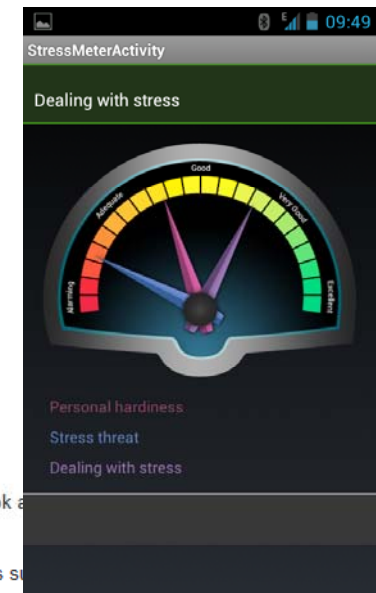 E 09:49
StressMeterActivity
Dealing with stress
Alarming
Adequate
Good
Very Good
Excellent
Personal hardiness
Stress threat
Dealing with stress